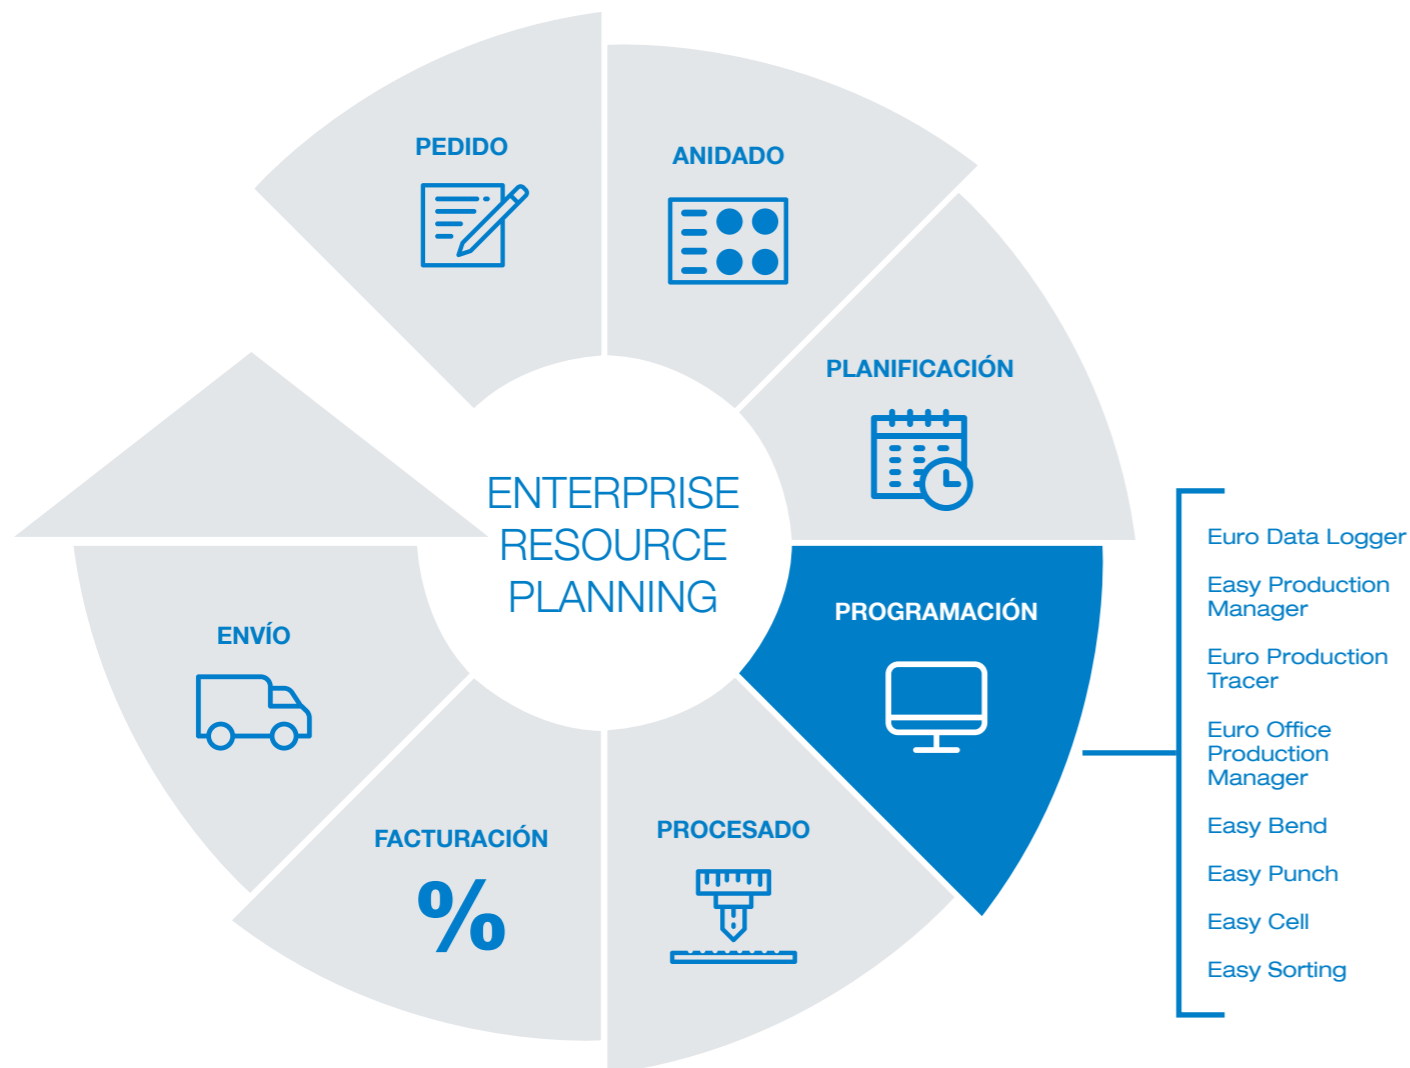 PEDIDO
ANIDADO
PLANIFICACIÓN
ENTERPRISE
RESOURCE
PLANNING
PROGRAMACIÓN
ENVÍO
FACTURACIÓN
%
PROCESADO
Euro Data Logger
Easy Production
Manager
Euro Production
Tracer
Euro Office
Production
Manager
Easy Bend
Easy Punch
Easy Cell
Easy Sorting